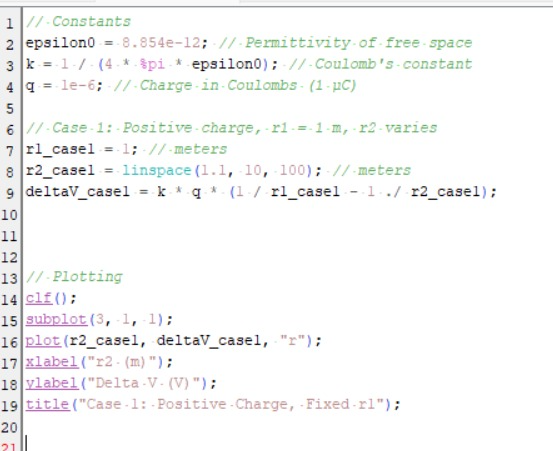 1 // Constants
2 epsilon0 = 8.854e-12; // Permittivity of free space
3 k = 1 / (4 * %pi * epsilon0); // Coulomb's constant
4 q = 1e-6; // Charge in Coulombs (1 µC)
5
6 // Case 1: Positive charge, r1 = 1 m, r2 varies
7 r1_case1 = 1; // meters
8 r2_case1 = linspace(1.1, 10, 100); // meters
9 deltaV_case1 = k * q * (1 / r1_case1 - 1 ./ r2_case1);
10
11
12
13 // Plotting
14 clf();
15 subplot(3, 1, 1);
16 plot(r2_case1, deltaV_case1, "r");
17 xlabel("r2 (m)");
18 ylabel("Delta V (V)");
19 title("Case 1: Positive Charge, Fixed r1");
20
21